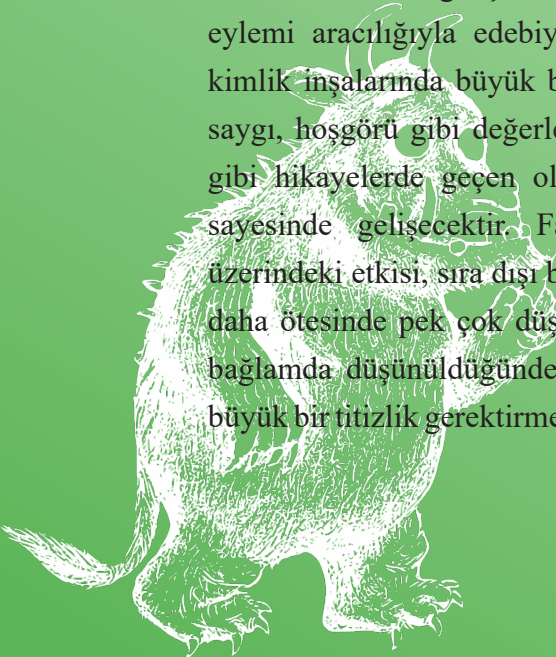 eylemi aracılığıyla edebiy
kimlik inşalarında büyük b
saygı, hoşgörü gibi değerl
gibi hikayelerde geçen ol
sayesinde gelişecektir. F
üzerindeki etkisi, sıra dışı b
daha ötesinde pek çok düş
bağlamda düşünüldüğünde
büyük bir titizlik gerektirme